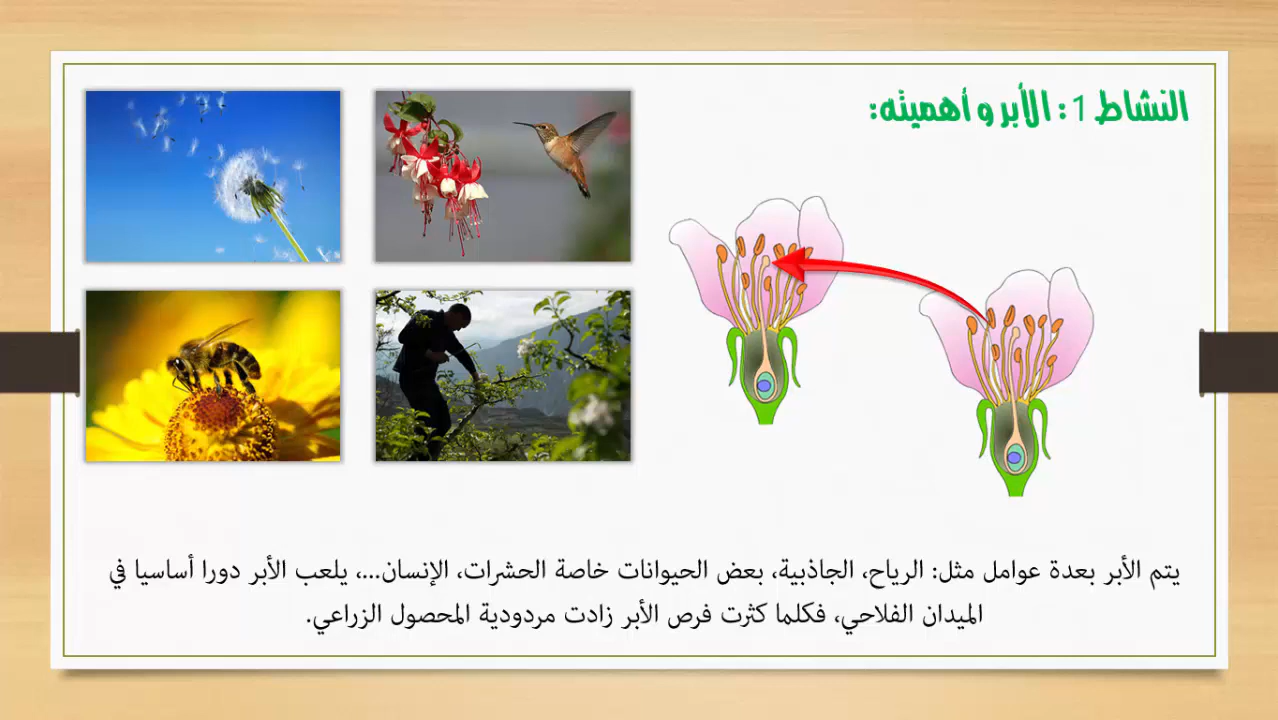 النشاط 1 : الأبر و أهميته:
يتم الأبر بعدة عوامل مثل: الرياح، الجاذبية، بعض الحيوانات خاصة الحشرات، الإنسان...، يلعب الأبر دورا أساسيا في
الميدان الفلاحي، فكلما كثرت فرص الأبر زادت مردودية المحصول الزراعي.